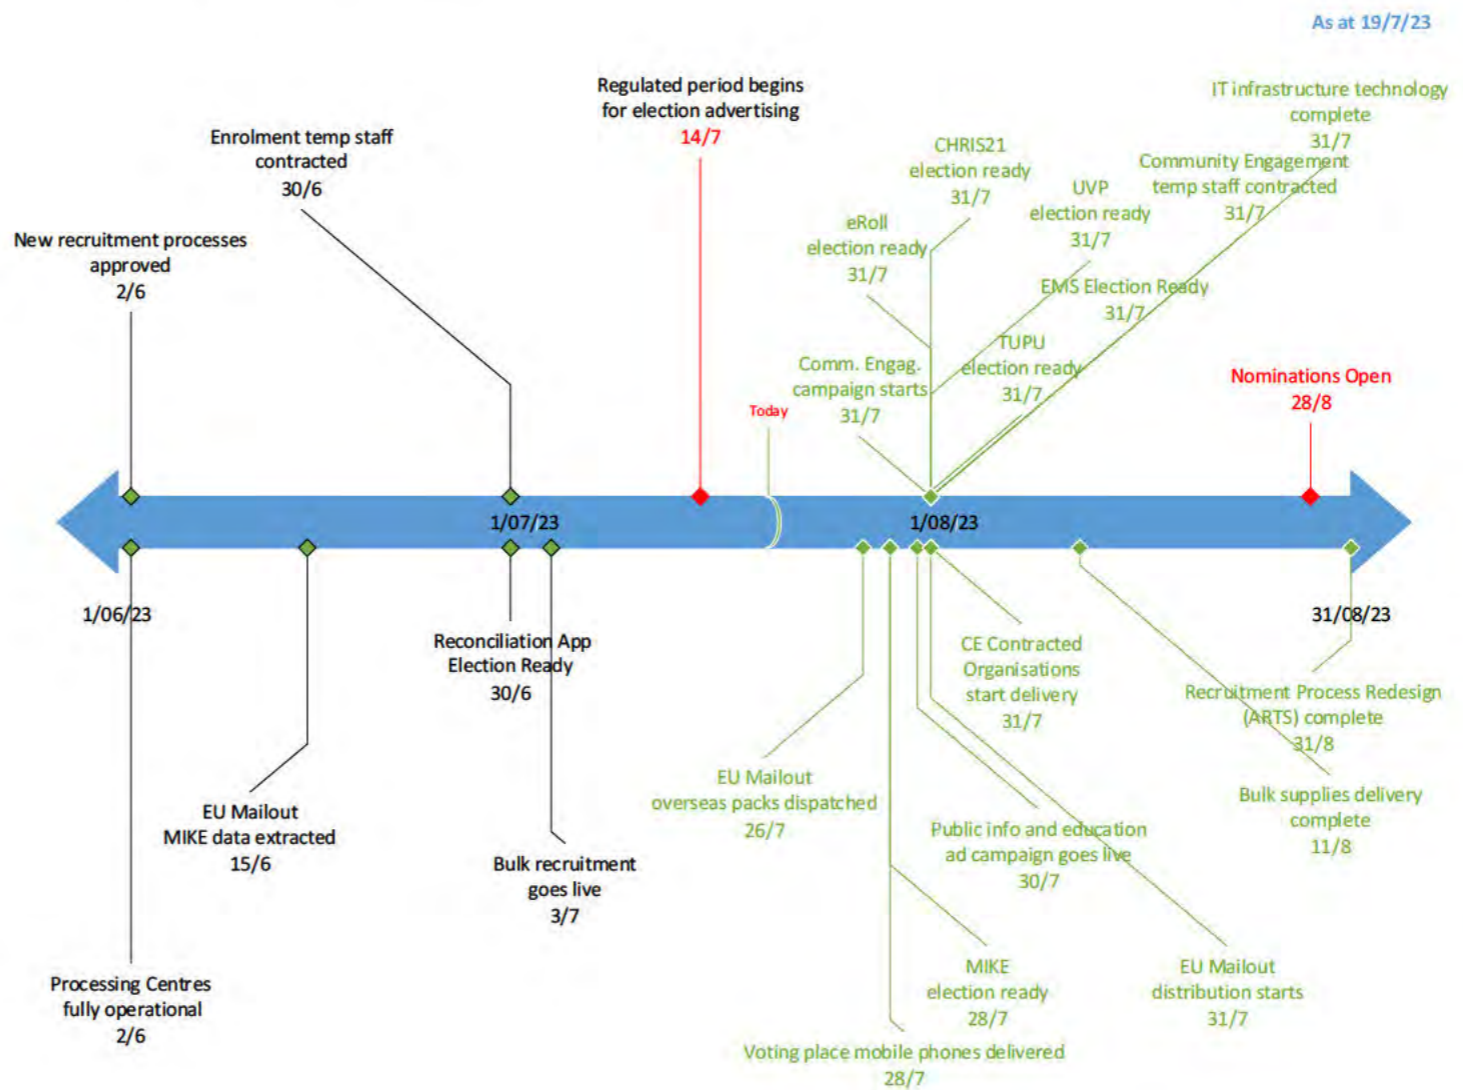 As at 19/7/23
Regulated period begins
for election advertising
14/7
IT infrastructure technology
complete
31/7
Enrolment temp staff
contracted
30/6
CHRIS21
election ready
31/7
Community Engagement
temp staff contracted
31/7
UVP
election ready
31/7
eRoll
election ready
31/7
New recruitment processes
approved
2/6
EMS Election Ready
31/7
TUPU
election ready
31/7
Comm. Engag.
campaign starts
31/7
Nominations Open
28/8
Today
1/07/23
1/08/23
1/06/23
31/08/23
Reconciliation App
Election Ready
30/6
CE Contracted
Organisations
start delivery
31/7
Recruitment Process Redesign
(ARTS) complete
31/8
EU Mailout
overseas packs dispatched
26/7
Bulk supplies delivery
complete
11/8
EU Mailout
MIKE data extracted
15/6
Public info and education
ad campaign goes live
30/7
Bulk recruitment
goes live
3/7
MIKE
election ready
28/7
EU Mailout
distribution starts
31/7
Processing Centres
fully operational
2/6
Voting place mobile phones delivered
28/7